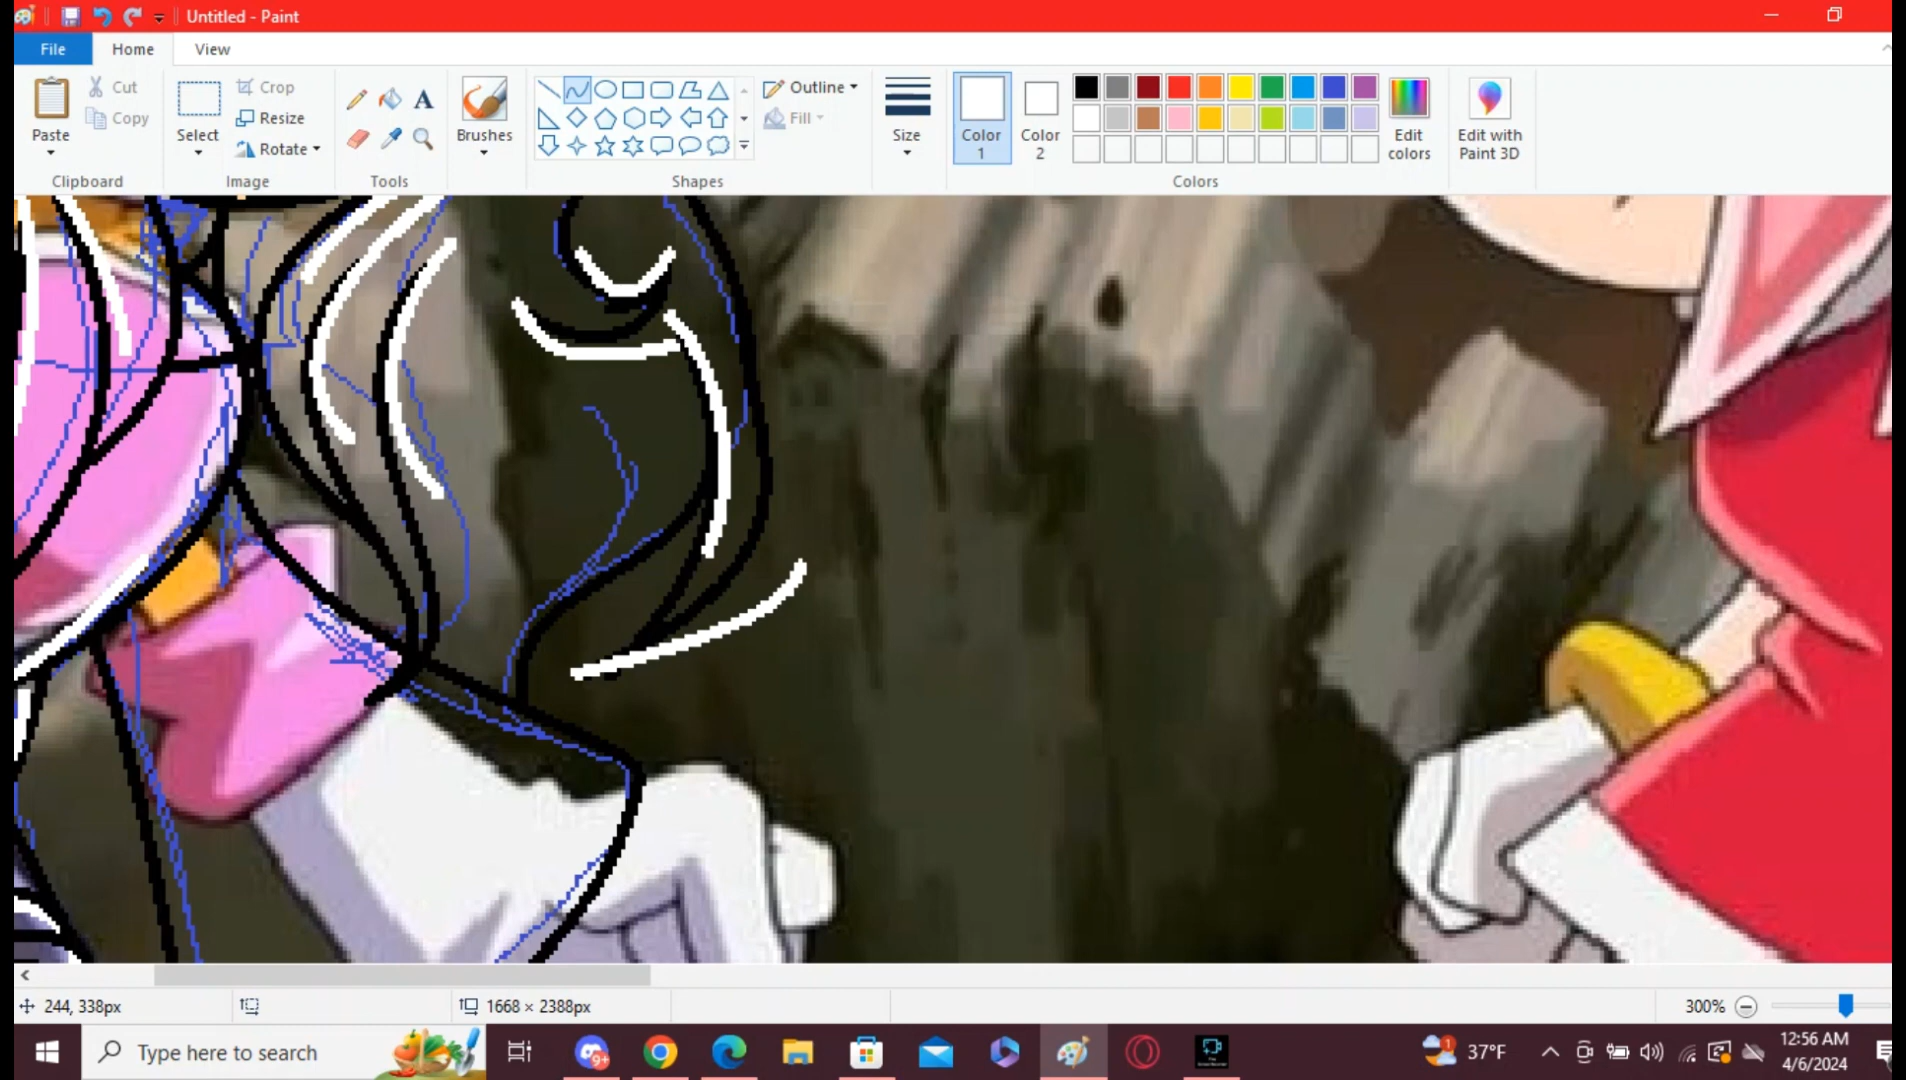 Untitled - Paint
File Home View
Paste
Cut
Copy
Clipboard
Select
Crop
Resize
Rotate
Image
A
Tools
Brushes
Shapes
Outline
Fill
Size
Color 1
Color 2
Colors
Edit colors
Edit with Paint 3D
244, 338px
1668 × 2388px
300%
Type here to search
9+
1
37°F
12:56 AM
4/6/2024